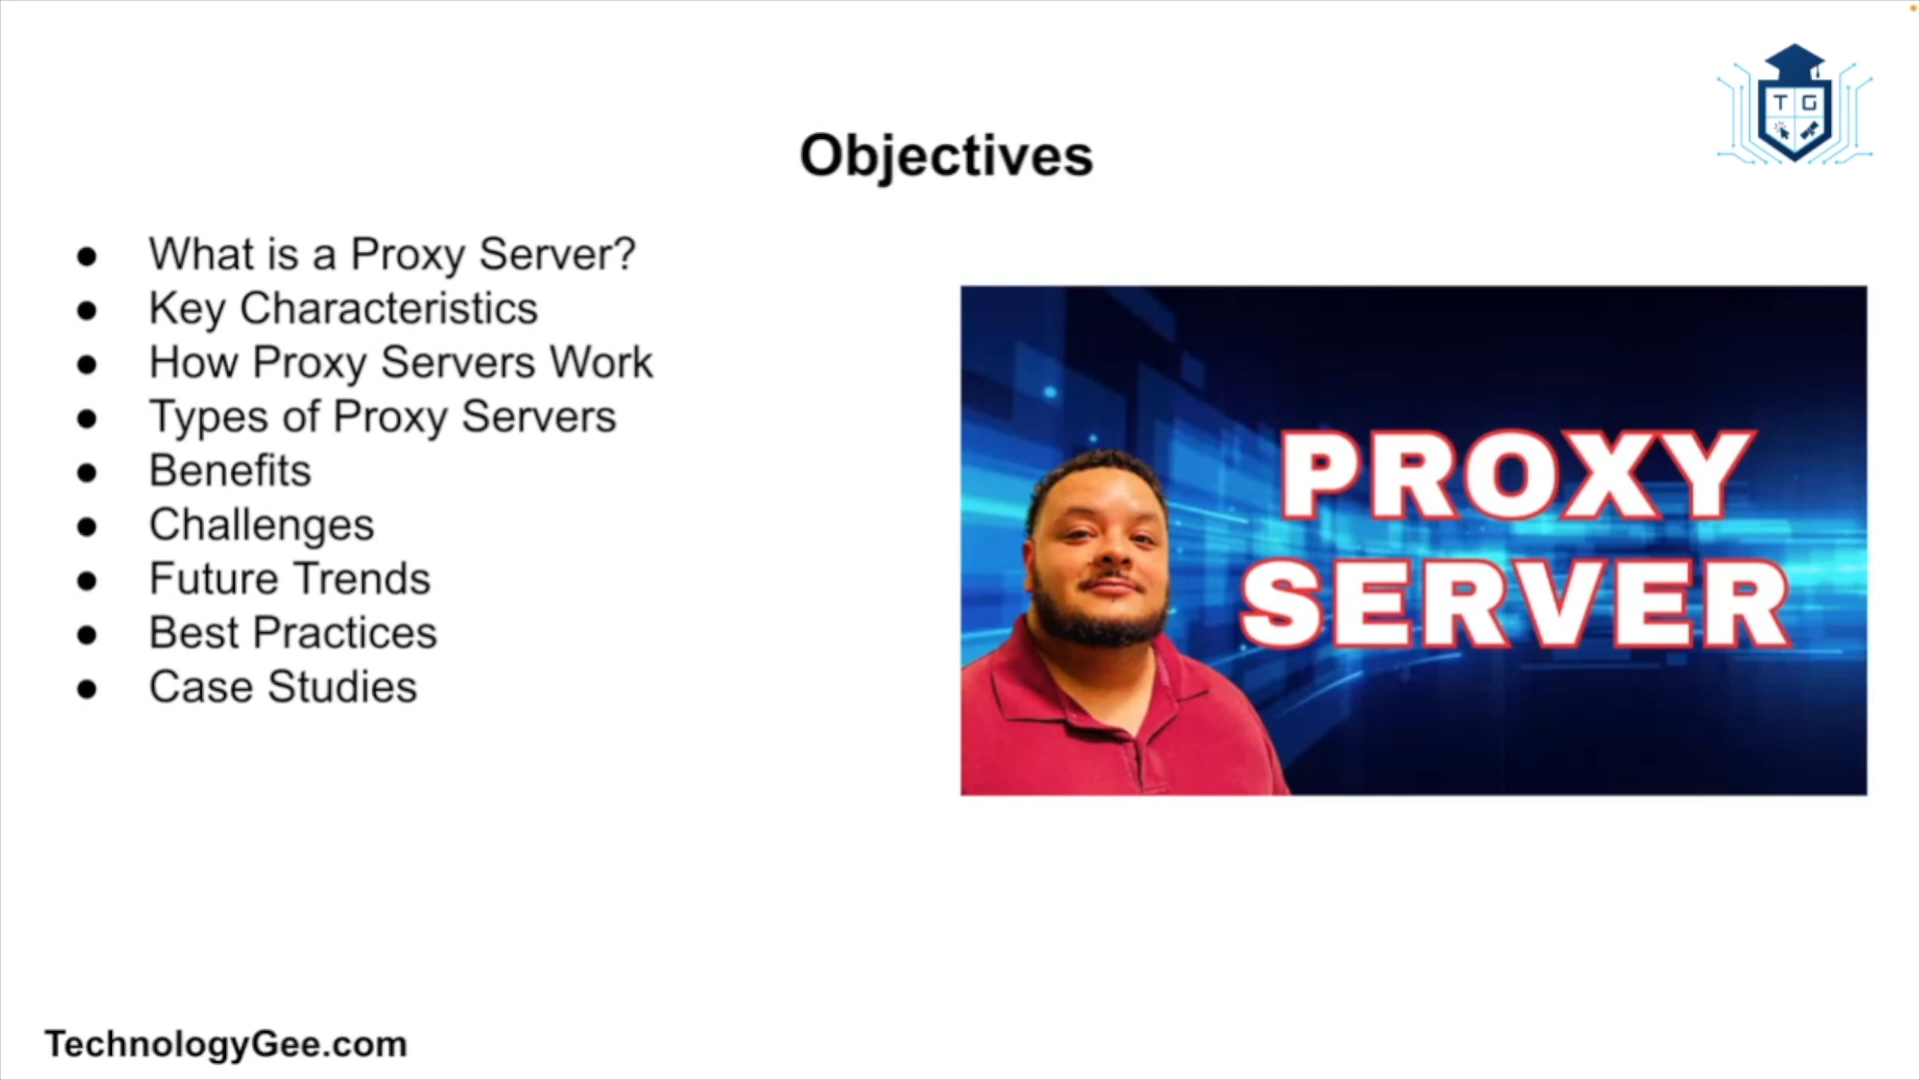 T G
Objectives
What is a Proxy Server?
Key Characteristics
How Proxy Servers Work
Types of Proxy Servers
Benefits
Challenges
Future Trends
Best Practices
Case Studies
PROXY
SERVER
TechnologyGee.com